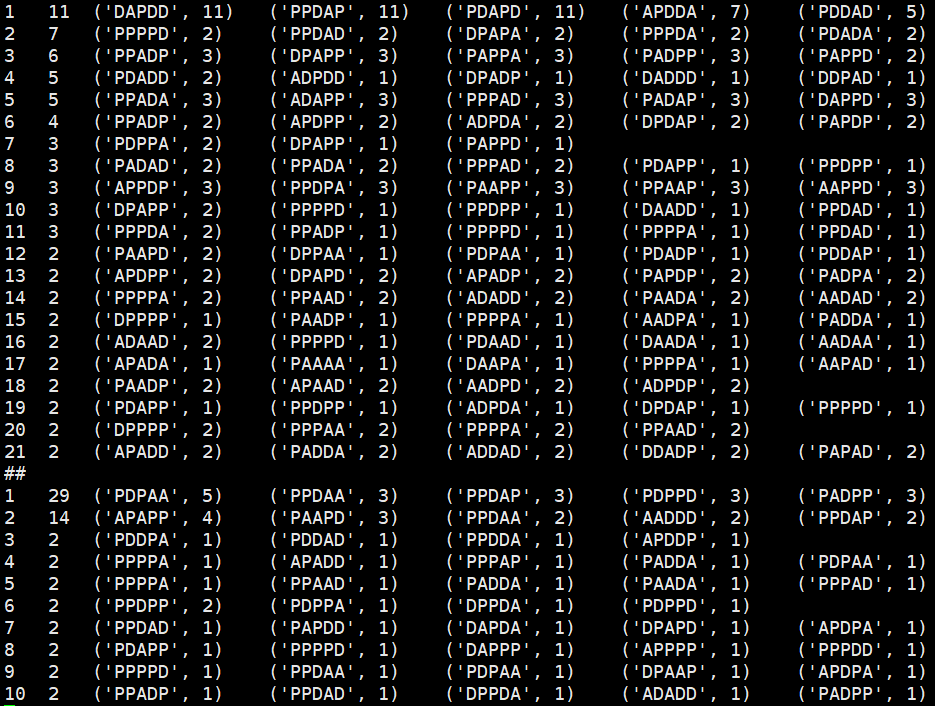 1 11 ('DAPDD', 11) ('PPDAP', 11) ('PDAPD', 11) ('APDDA', 7) ('PDDAD', 5)
2 7 ('PPPPD', 2) ('PPDAD', 2) ('DPAPA', 2) ('PPPDA', 2) ('PDADA', 2)
3 6 ('PPADP', 3) ('DPAPP', 3) ('PAPPA', 3) ('PADPP', 3) ('PAPPD', 2)
4 5 ('PDADD', 2) ('ADPDD', 1) ('DPADP', 1) ('DADDD', 1) ('DDPAD', 1)
5 5 ('PPADA', 3) ('ADAPP', 3) ('PPPAD', 3) ('PADAP', 3) ('DAPPD', 3)
6 4 ('PPADP', 2) ('APDPP', 2) ('ADPDA', 2) ('DPDAP', 2) ('PAPDP', 2)
7 3 ('PDPPA', 2) ('DPAPP', 1) ('PAPPD', 1)
8 3 ('PADAD', 2) ('PPADA', 2) ('PPPAD', 2) ('PDAPP', 1) ('PPDPP', 1)
9 3 ('APPDP', 3) ('PPDPA', 3) ('PAAPP', 3) ('PPAAP', 3) ('AAPPD', 3)
10 3 ('DPAPP', 2) ('PPPPD', 1) ('PPDPP', 1) ('DAADD', 1) ('PPDAD', 1)
11 3 ('PPPDA', 2) ('PPADP', 1) ('PPPPD', 1) ('PPPPA', 1) ('PPDAD', 1)
12 2 ('PAAPD', 2) ('DPPAA', 1) ('PDPAA', 1) ('PDADP', 1) ('PDDAP', 1)
13 2 ('APDPP', 2) ('DPAPD', 2) ('APADP', 2) ('PAPDP', 2) ('PADPA', 2)
14 2 ('PPPPA', 2) ('PPAAD', 2) ('ADADD', 2) ('PAADA', 2) ('AADAD', 2)
15 2 ('DPPPP', 1) ('PAADP', 1) ('PPPPA', 1) ('AADPA', 1) ('PADDA', 1)
16 2 ('ADAAD', 2) ('PPPPD', 1) ('PDAAD', 1) ('DAADA', 1) ('AADAA', 1)
17 2 ('APADA', 1) ('PAAAA', 1) ('DAAPA', 1) ('PPPPA', 1) ('AAPAD', 1)
18 2 ('PAADP', 2) ('APAAD', 2) ('AADPD', 2) ('ADPDP', 2)
19 2 ('PDAPP', 1) ('PPDPP', 1) ('ADPDA', 1) ('DPDAP', 1) ('PPPPD', 1)
20 2 ('DPPPP', 2) ('PPPAA', 2) ('PPPPA', 2) ('PPAAD', 2)
21 2 ('APADD', 2) ('PADDA', 2) ('ADDAD', 2) ('DDADP', 2) ('PAPAD', 2)
##
1 29 ('PDPAA', 5) ('PPDAA', 3) ('PPDAP', 3) ('PDPPD', 3) ('PADPP', 3)
2 14 ('APAPP', 4) ('PAAPD', 3) ('PPDAA', 2) ('AADDD', 2) ('PPDAP', 2)
3 2 ('PDDPA', 1) ('PDDAD', 1) ('PPDDA', 1) ('APDDP', 1)
4 2 ('PPPPA', 1) ('APADD', 1) ('PPPAP', 1) ('PADDA', 1) ('PDPAA', 1)
5 2 ('PPPPA', 1) ('PPAAD', 1) ('PADDA', 1) ('PAADA', 1) ('PPPAD', 1)
6 2 ('PPDPP', 2) ('PDPPA', 1) ('DPPDA', 1) ('PDPPD', 1)
7 2 ('PPDAD', 1) ('PAPDD', 1) ('DAPDA', 1) ('DPAPD', 1) ('APDPA', 1)
8 2 ('PDAPP', 1) ('PPPPD', 1) ('DAPPP', 1) ('APPPP', 1) ('PPPDD', 1)
9 2 ('PPPPD', 1) ('PPDAA', 1) ('PDPAA', 1) ('DPAAP', 1) ('APDPA', 1)
10 2 ('PPADP', 1) ('PPDAD', 1) ('DPPDA', 1) ('ADADD', 1) ('PADPP', 1)